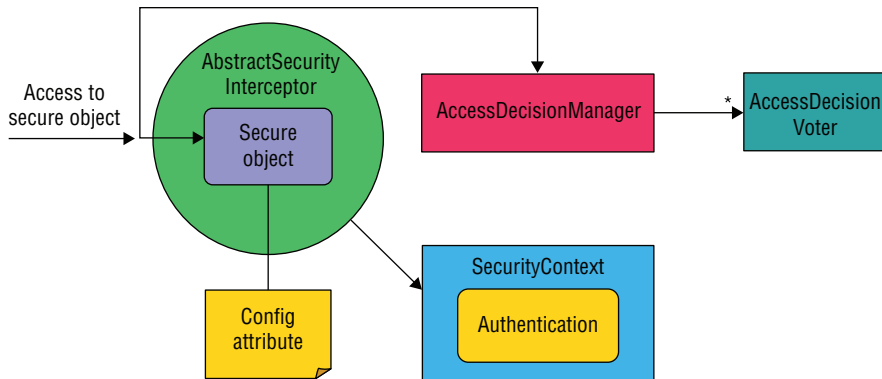 AbstractSecurity
Interceptor
Access to
secure object
Secure
object
AccessDecisionManager
*
AccessDecision
Voter
SecurityContext
Authentication
Config
attribute